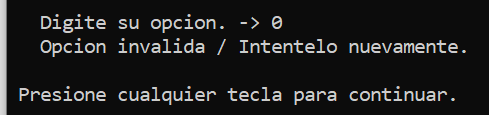 Digite su opcion. -> 0
Opcion invalida / Intentelo nuevamente.
Presione cualquier tecla para continuar.